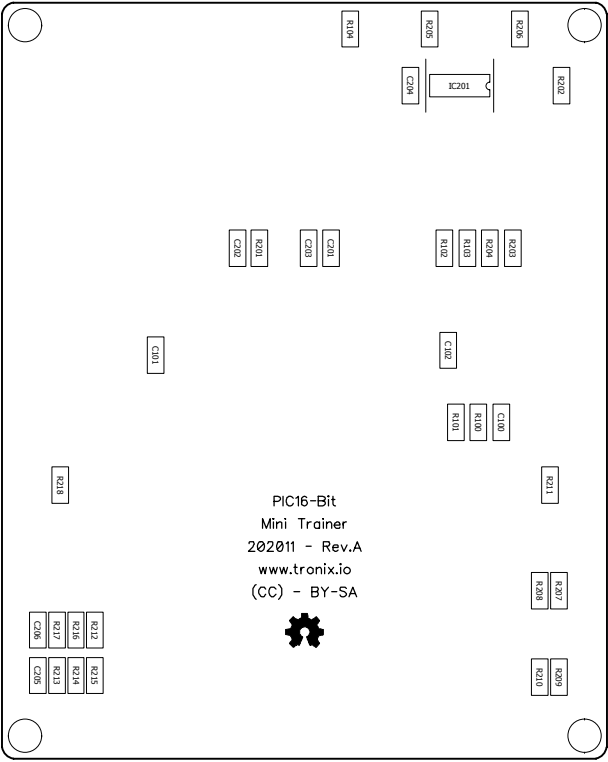 R104
R205
R206
C204
IC201
R202
C202
R201
C203
C201
R102
R103
R204
R203
C101
C102
R101
R100
C100
R218
R211
PIC16-Bit
Mini Trainer
202011 - Rev.A
www.tronix.io
(CC) - BY-SA
R208
R207
C206
R217
R216
R212
C205
R213
R214
R215
R210
R209